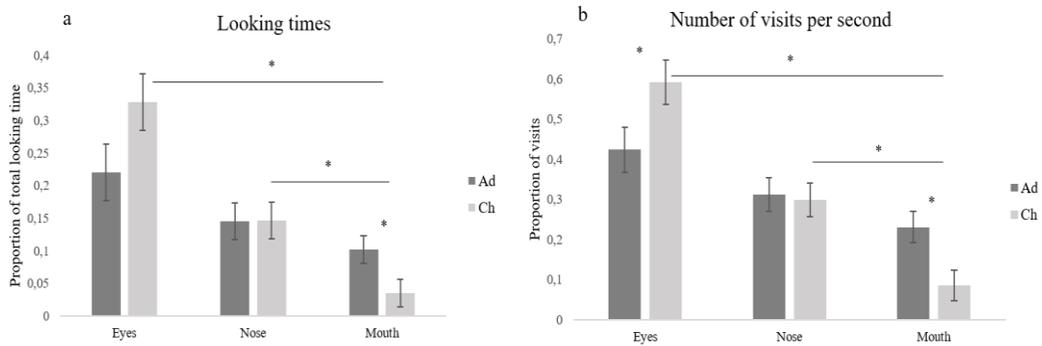 a
Looking times
Proportion of total looking time
0,4
0,35
0,3
0,25
0,2
0,15
0,1
0,05
0
*
*
*
Eyes
Nose
Mouth
Ad
Ch
b
Number of visits per second
Proportion of visits
0,7
0,6
0,5
0,4
0,3
0,2
0,1
0
*
*
*
*
Eyes
Nose
Mouth
Ad
Ch